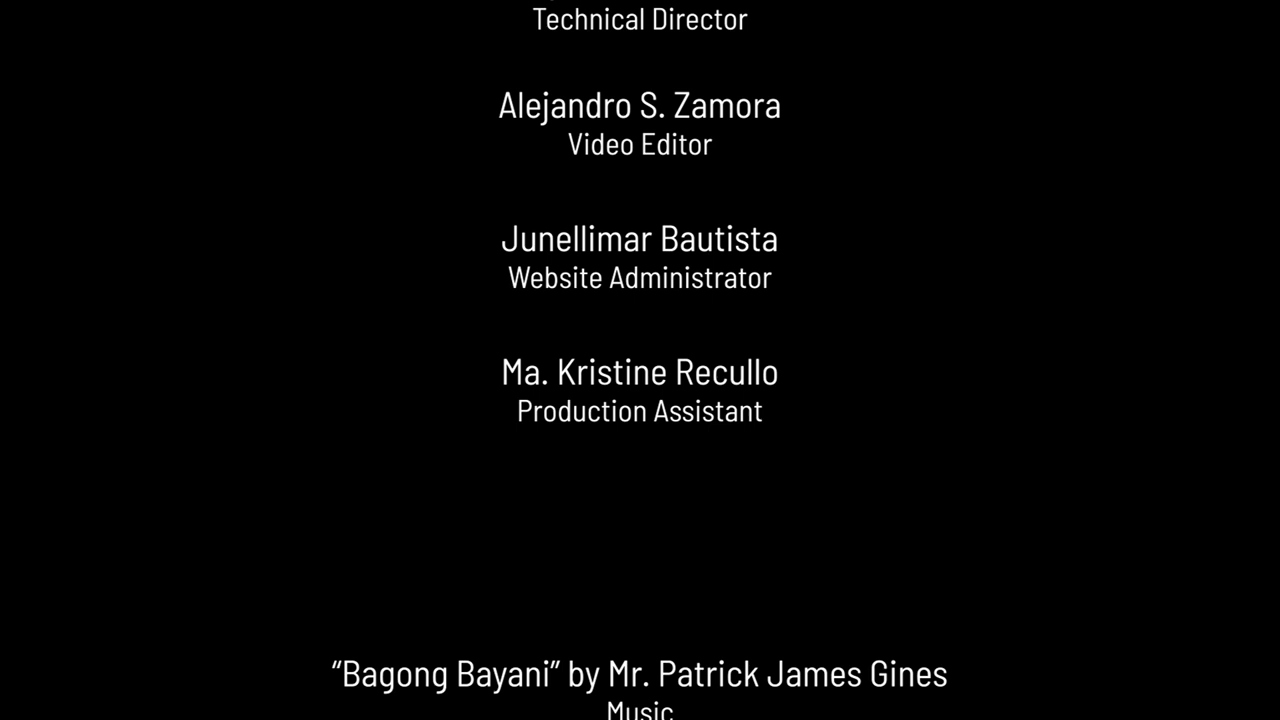 Technical Director
Alejandro S. Zamora
Video Editor
Junellimar Bautista
Website Administrator
Ma. Kristine Recullo
Production Assistant
“Bagong Bayani” by Mr. Patrick James Gines
Music